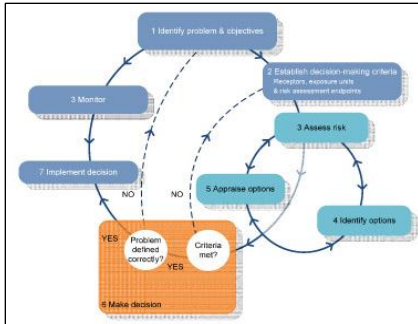 1 Identify problem & objectives
2 Establish decision-making criteria
Receptors, exposure units
& risk assessment endpoints
3 Monitor
3 Assess risk
7 Implement decision
5 Appraise options
NO
NO
4 Identify options
YES
Problem
defined
correctly?
Criteria
met?
YES
6 Make decision